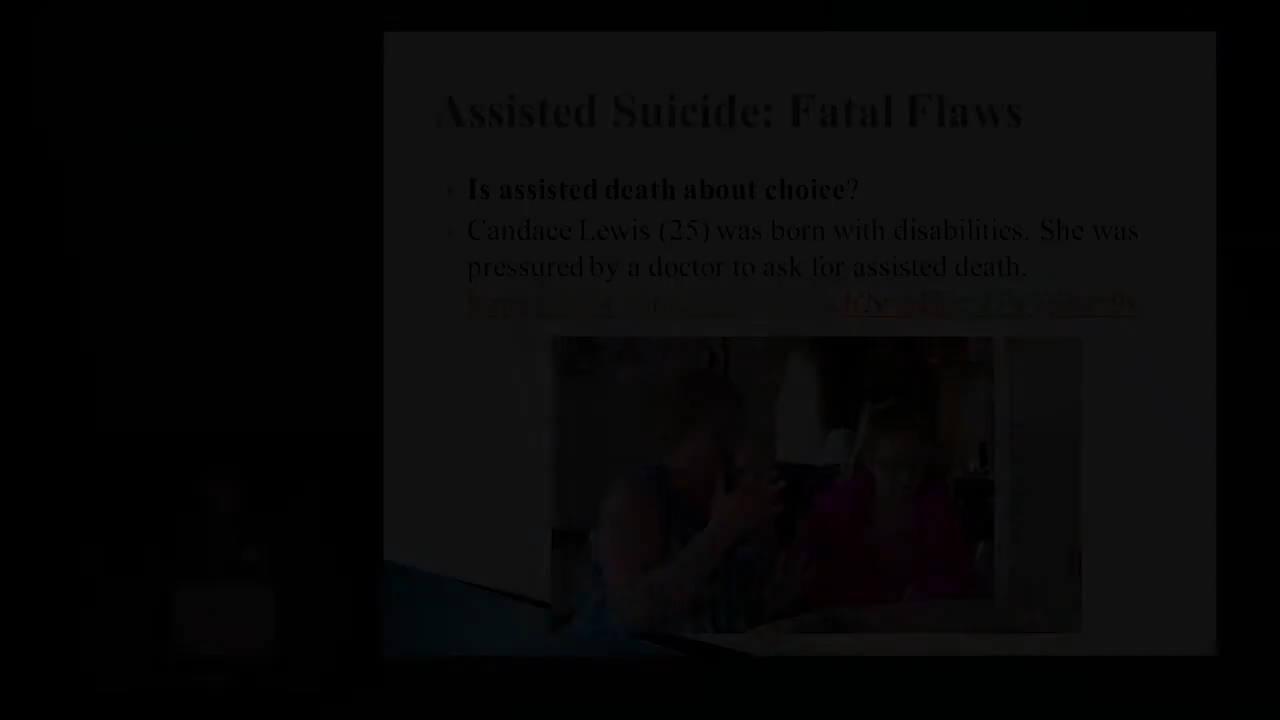 Assisted Suicide: Fatal Flaws
Is assisted death about choice?
Candace Lewis (25) was born with disabilities. She was
pressured by a doctor to ask for assisted death.